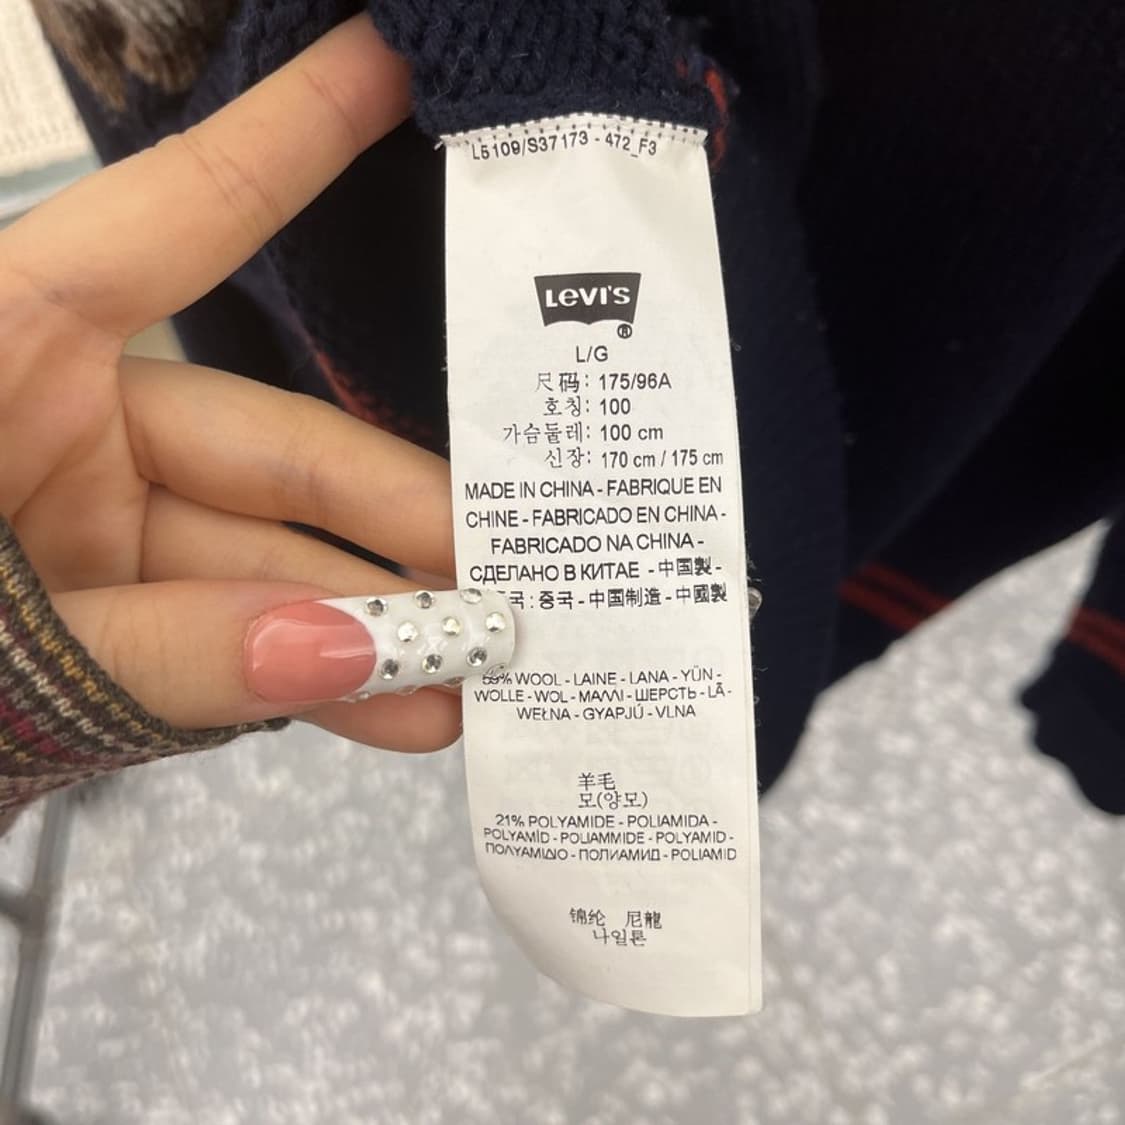 L5109/S37173 - 472_F3
LEVI'S
®
L/G
尺码: 175/96A
호칭: 100
가슴둘레: 100 cm
신장: 170 cm / 175 cm
MADE IN CHINA - FABRIQUE EN
CHINE - FABRICADO EN CHINA -
FABRICADO NA CHINA -
СДЕЛАНО В КИТАЕ - 中国製 -
: 중국 - 中国制造 - 中國製
WOOL - LAINE - LANA - YÜN -
WOLLE - WOL - ΜΑΛΛΙ - ШЕРСТЬ - LÃ -
WEŁNA - GYAPJÚ - VLNA
羊毛
모(양모)
21% POLYAMIDE - POLIAMIDA -
POLYAMİD - POLIAMMIDE - POLYAMID -
ΠΟΛΥΑΜΙΔΙΟ - ПОЛИАМИД - POLIAMID
锦纶 尼龍
나일론